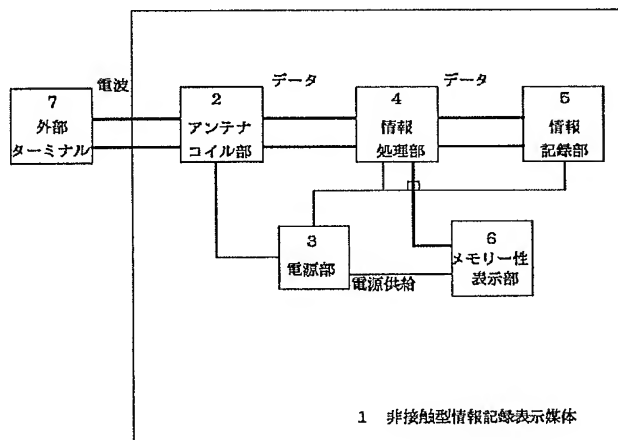 電波
データ
データ
7
外部
ターミナル
2
アンテナ
コイル部
4
情報
処理部
5
情報
記録部
3
電源部
6
メモリー性
表示部
電源供給
1 非接触型情報記録表示媒体